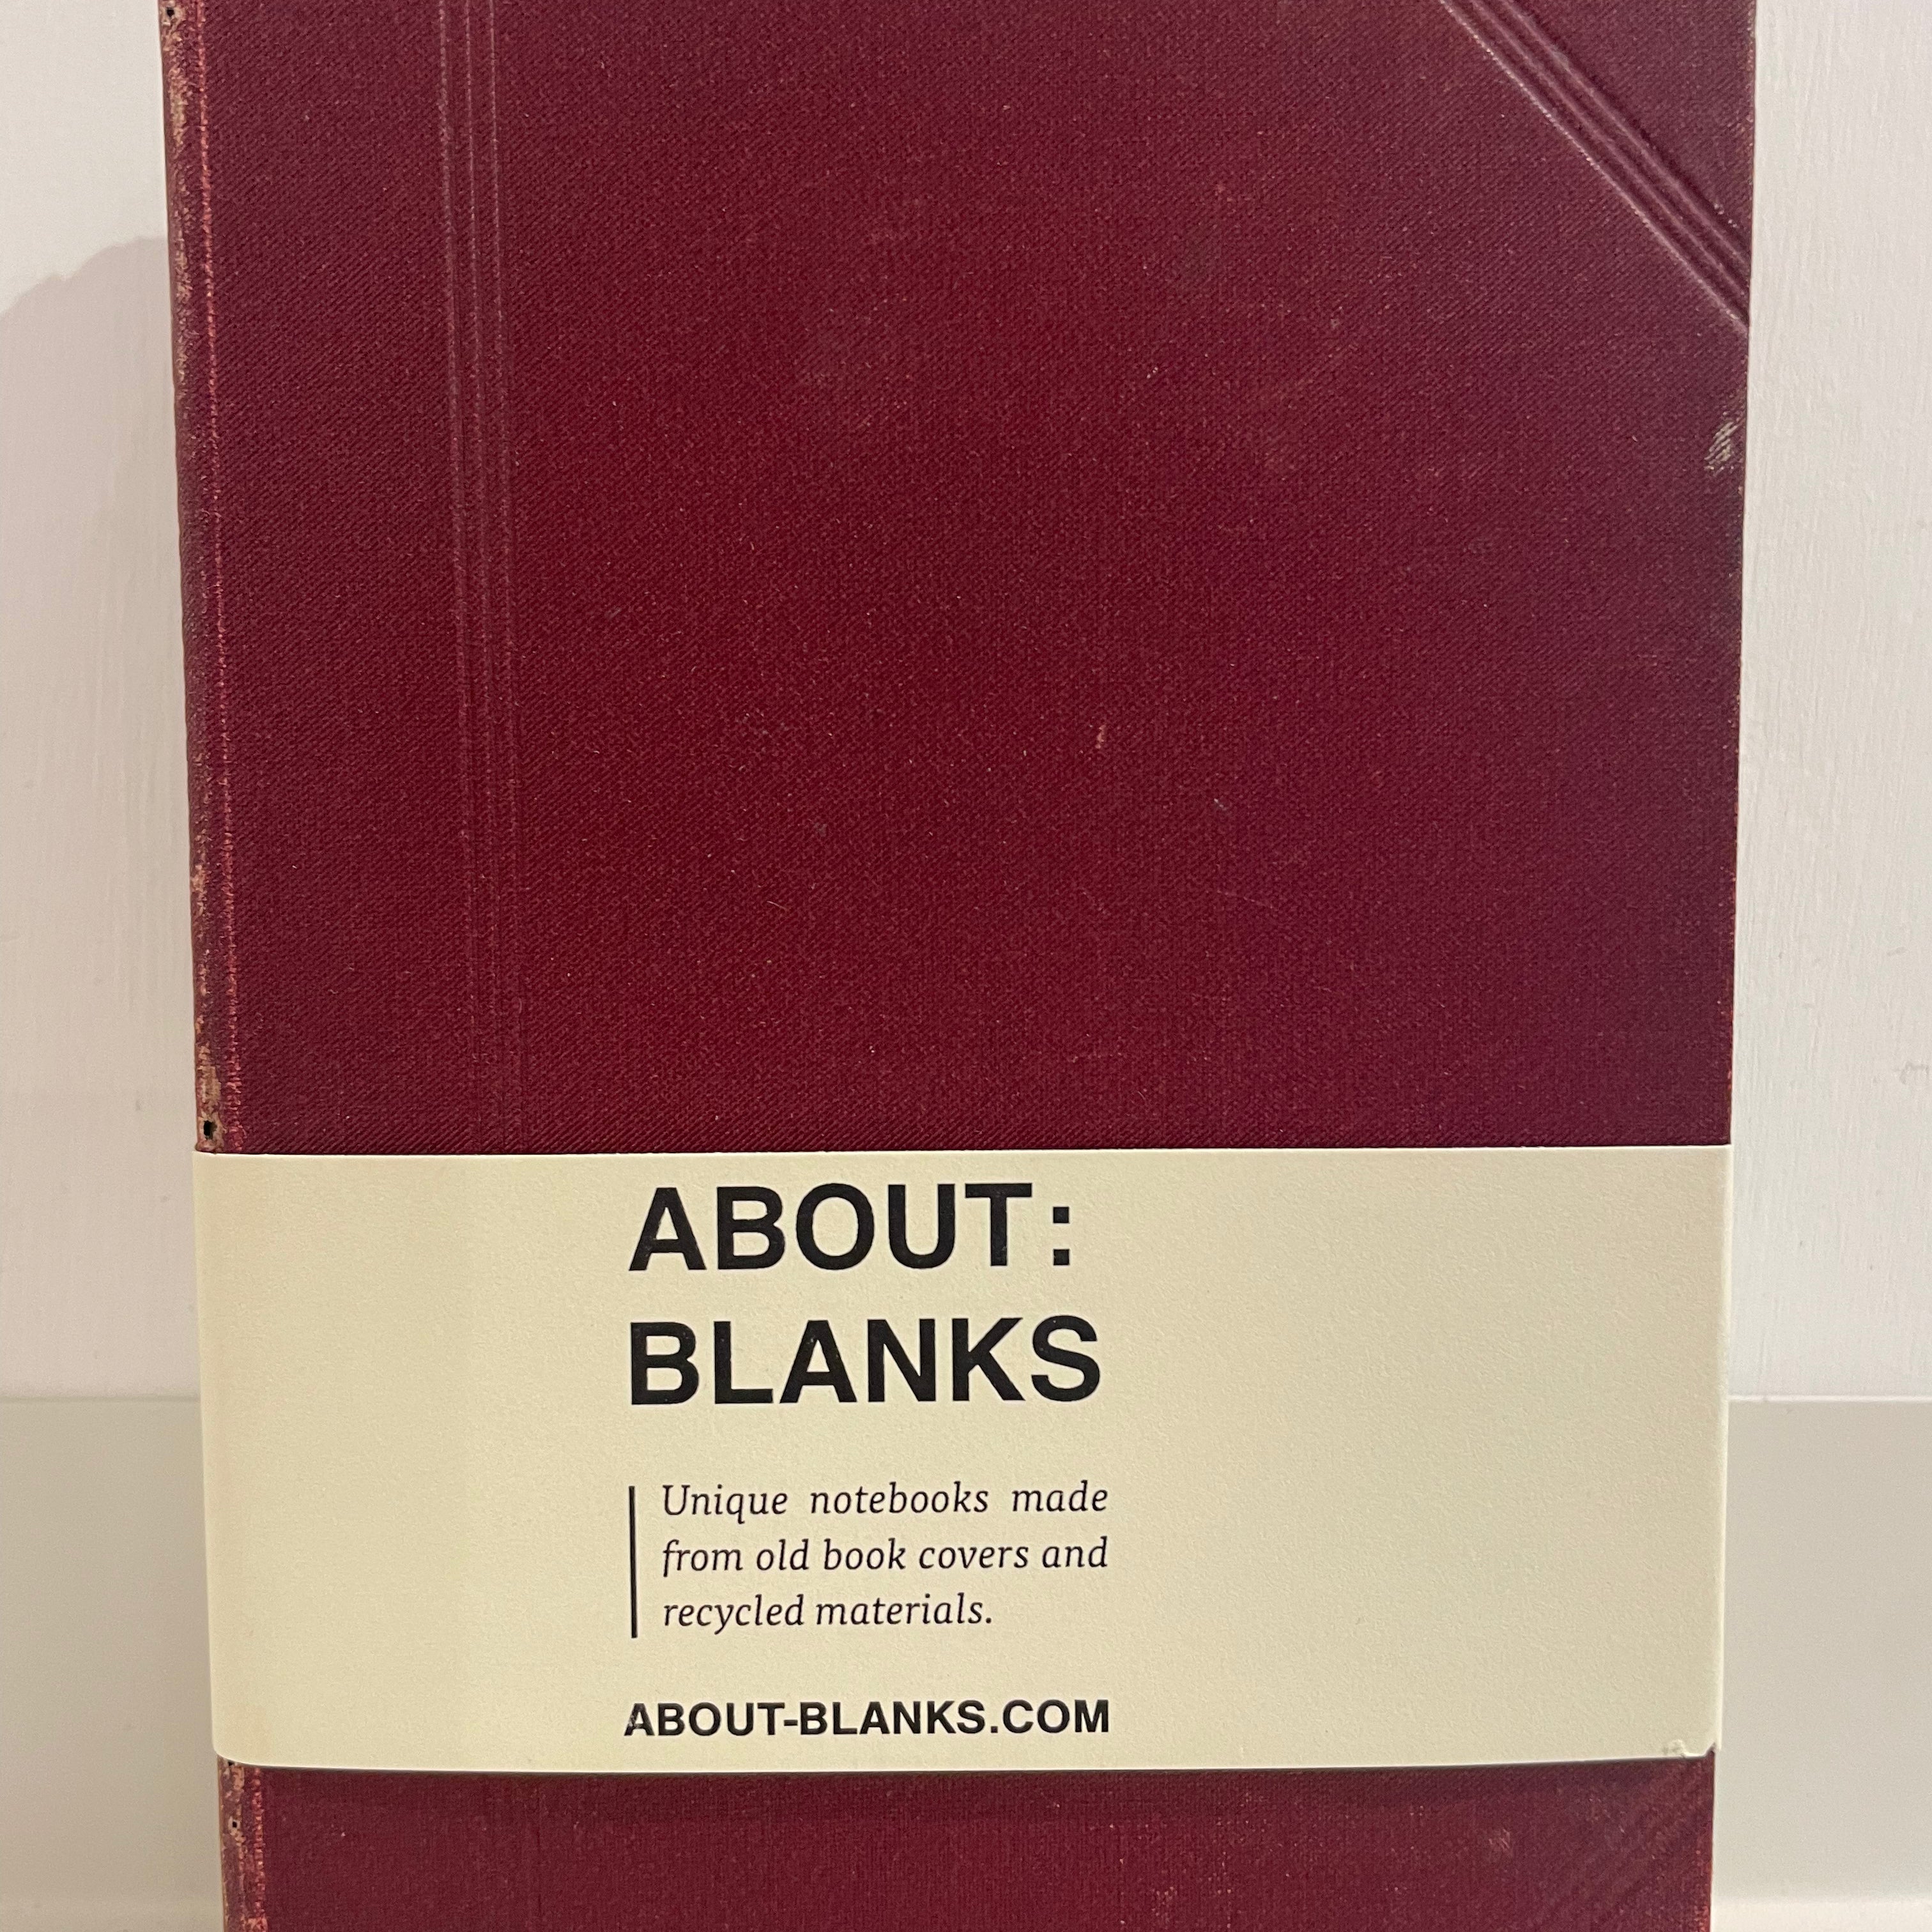 ABOUT:
BLANKS
Unique notebooks made
from old book covers and
recycled materials.
ABOUT-BLANKS.COM